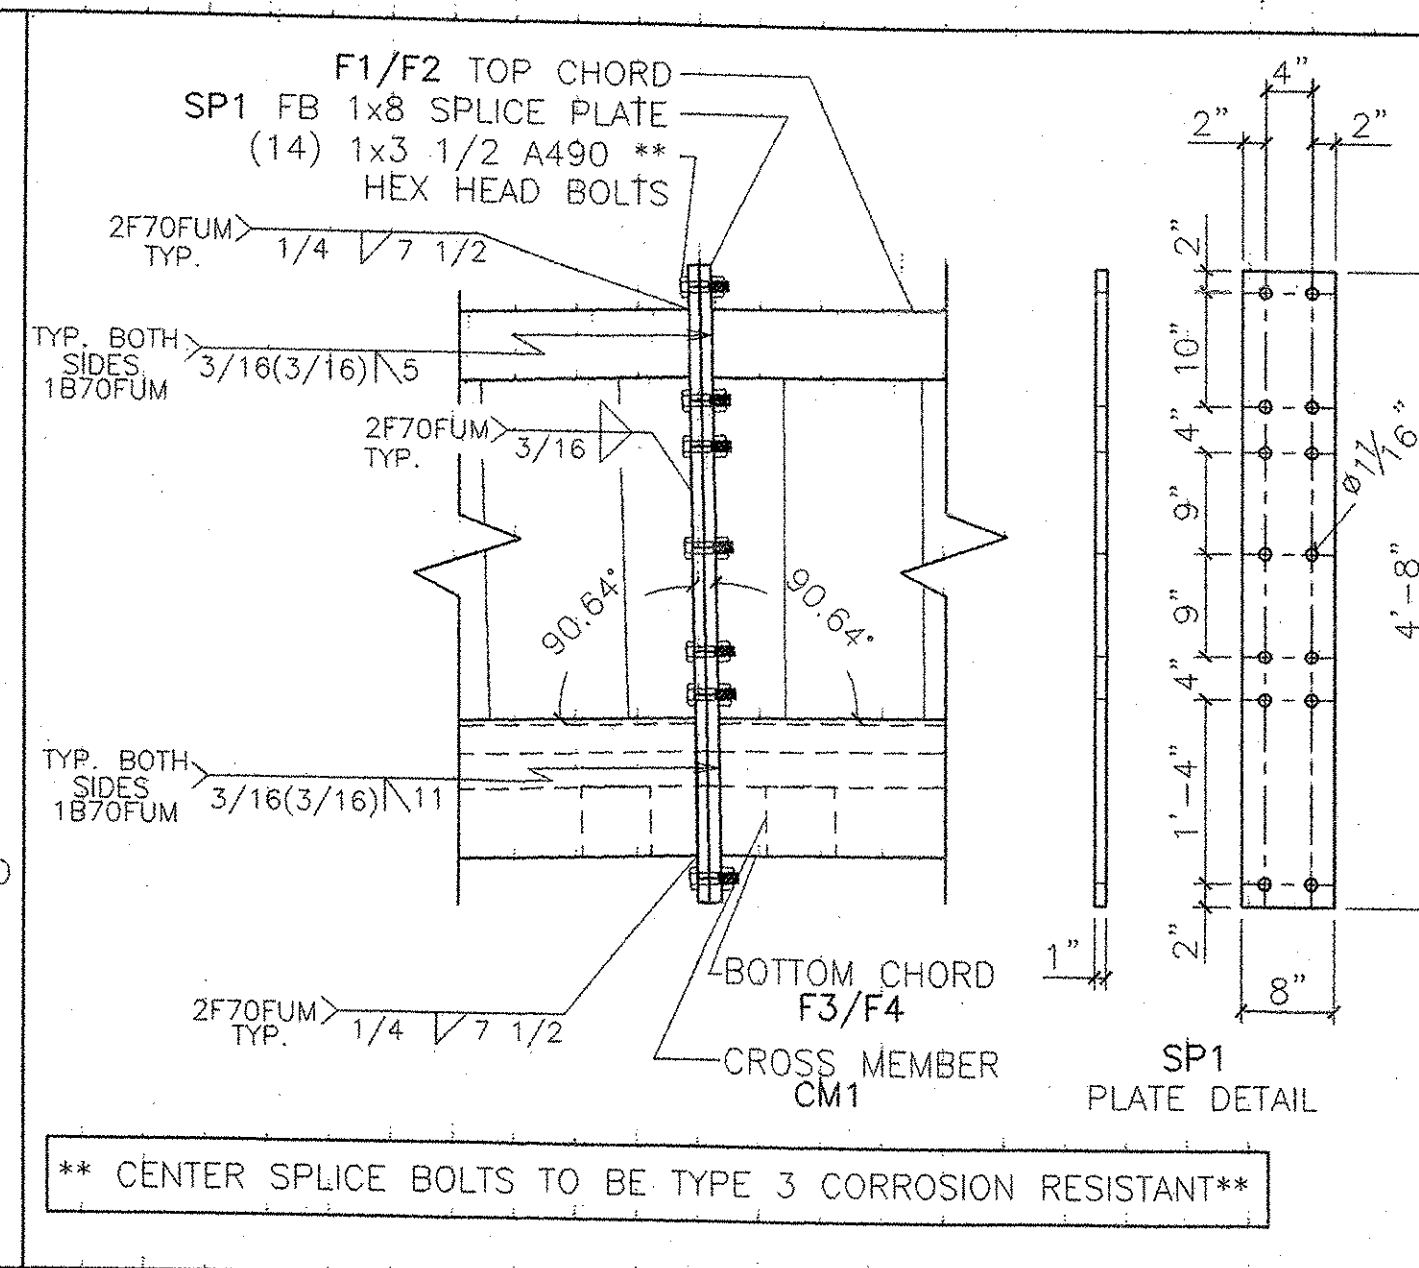 F1/F2 TOP CHORD
SP1 FB 1x8 SPLICE PLATE
(14) 1x3 1/2 A490 **
HEX HEAD BOLTS
2F70FUM
TYP.
1/4 7 1/2
TYP. BOTH
SIDES
1B70FUM
3/16(3/16) 5
2F70FUM
TYP.
3/16
90.64°
90.64°
TYP. BOTH
SIDES
1B70FUM
3/16(3/16) 11
2F70FUM
TYP.
1/4 7 1/2
BOTTOM CHORD
F3/F4
CROSS MEMBER
CM1
4"
2"
2"
2"
10"
4"
9"
9"
4"
1'-4"
2"
4'-8"
1"
8"
SP1
PLATE DETAIL
** CENTER SPLICE BOLTS TO BE TYPE 3 CORROSION RESISTANT**